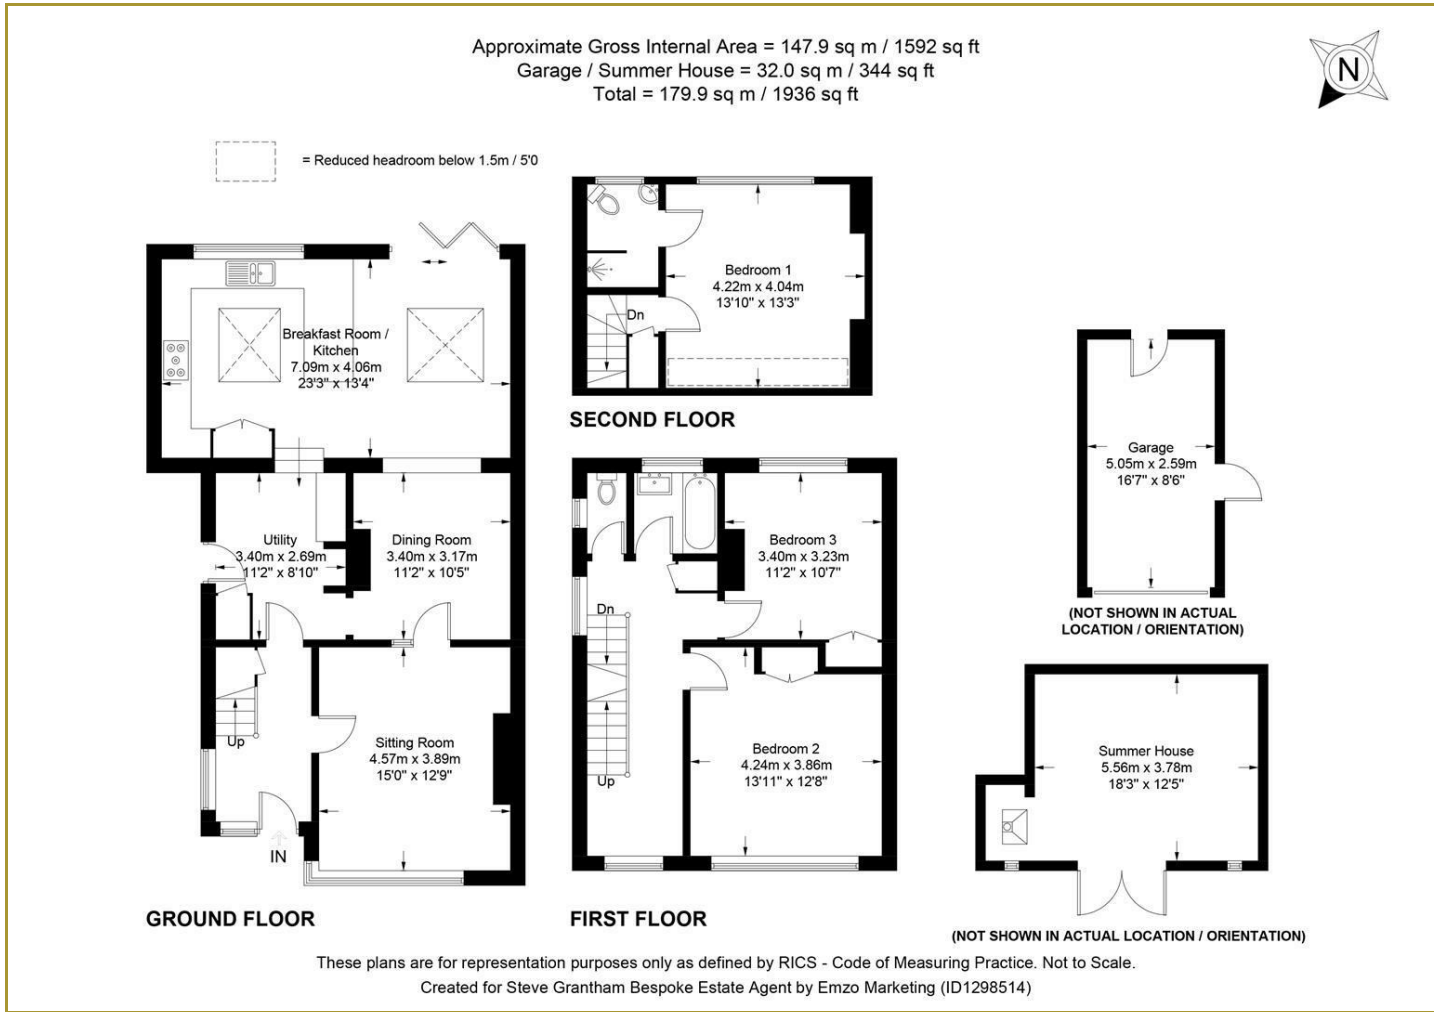 Approximate Gross Internal Area = 147.9 sq m / 1592 sq ft
Garage / Summer House = 32.0 sq m / 344 sq ft
Total = 179.9 sq m / 1936 sq ft
N
= Reduced headroom below 1.5m / 5'0
Breakfast Room /
Kitchen
7.09m x 4.06m
23'3" x 13'4"
Utility
3.40m x 2.69m
11'2" x 8'10"
Dining Room
3.40m x 3.17m
11'2" x 10'5"
Up
Sitting Room
4.57m x 3.89m
15'0" x 12'9"
IN
GROUND FLOOR
Bedroom 1
4.22m x 4.04m
13'10" x 13'3"
Dn
SECOND FLOOR
Bedroom 3
3.40m x 3.23m
11'2" x 10'7"
Dn
Bedroom 2
4.24m x 3.86m
13'11" x 12'8"
Up
FIRST FLOOR
Garage
5.05m x 2.59m
16'7" x 8'6"
(NOT SHOWN IN ACTUAL
LOCATION / ORIENTATION)
Summer House
5.56m x 3.78m
18'3" x 12'5"
(NOT SHOWN IN ACTUAL LOCATION / ORIENTATION)
These plans are for representation purposes only as defined by RICS - Code of Measuring Practice. Not to Scale.
Created for Steve Grantham Bespoke Estate Agent by Emzo Marketing (ID1298514)